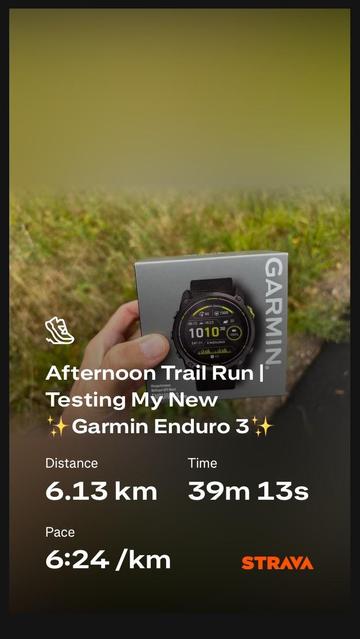 GARMIN
1010
Afternoon Trail Run |
Testing My New
✨Garmin Enduro 3✨
Distance
Time
6.13 km
39m 13s
Pace
6:24 /km
STRAVA